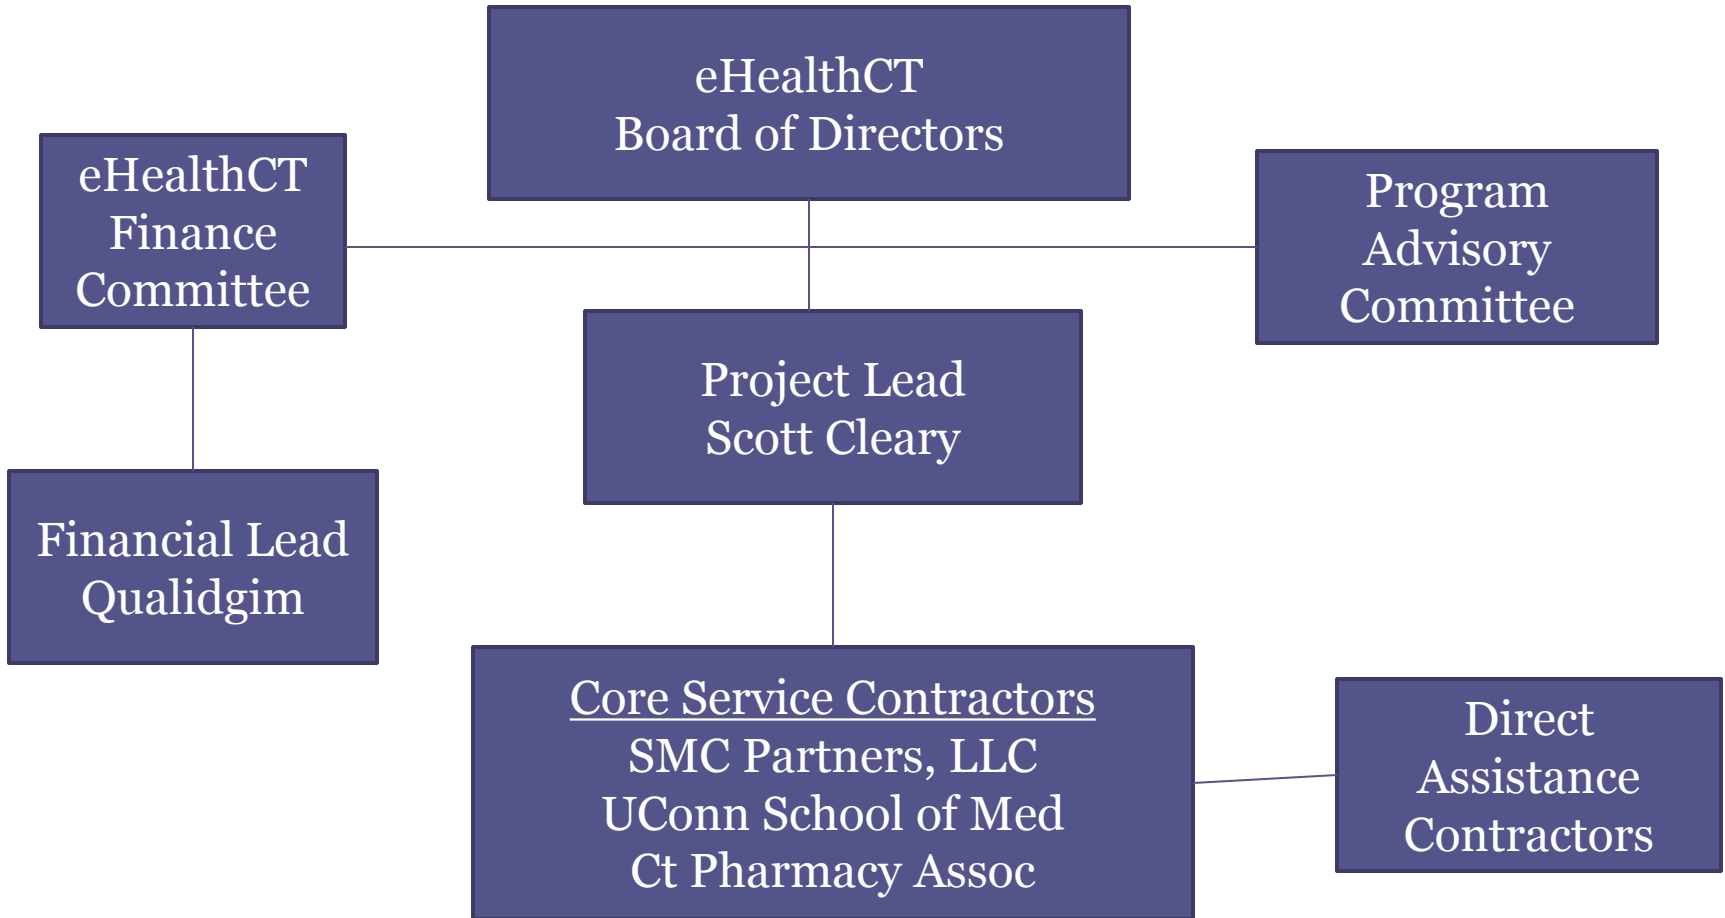 eHealthCT
Board of Directors
eHealthCT
Finance
Committee
Program
Advisory
Committee
Project Lead
Scott Cleary
Financial Lead
Qualidgim
Core Service Contractors
SMC Partners, LLC
UConn School of Med
Ct Pharmacy Assoc
Direct
Assistance
Contractors